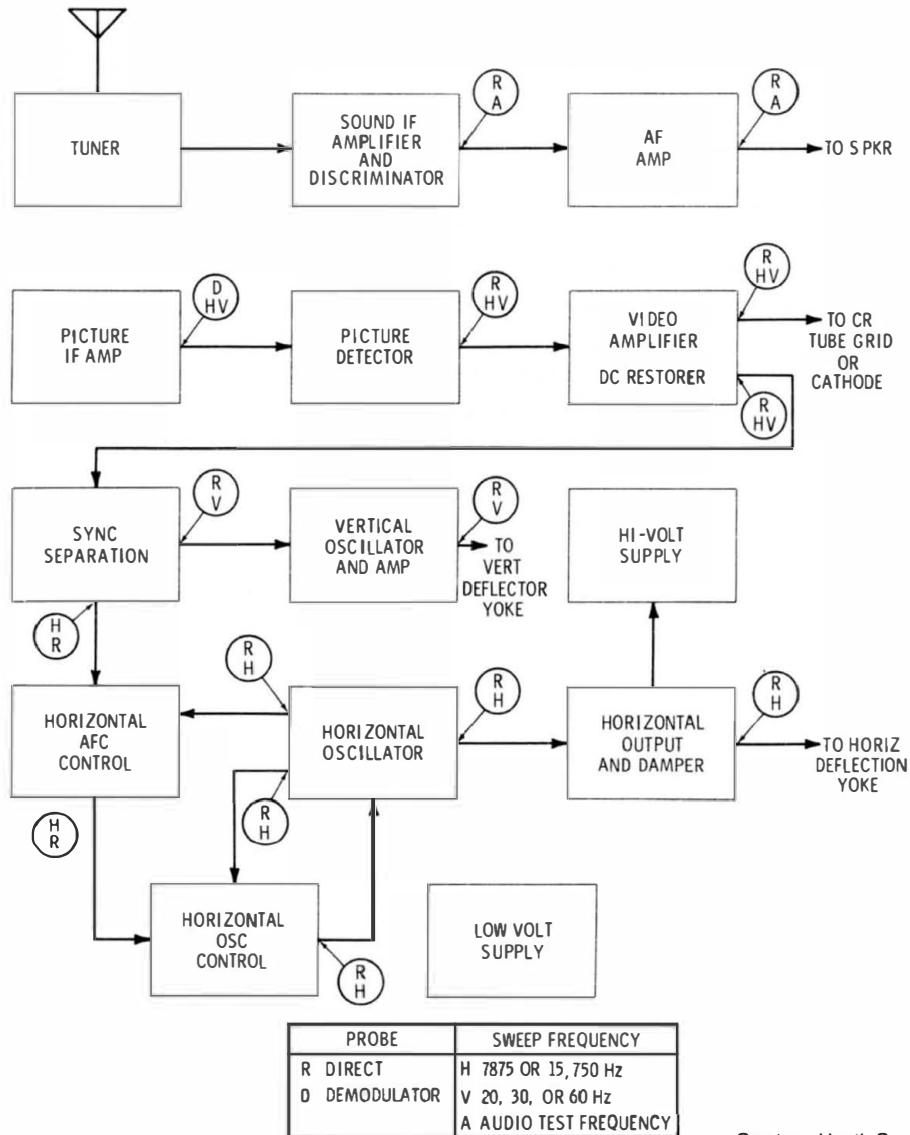 TUNER
SOUND IF
AMPLIFIER
AND
DISCRIMINATOR
R
A
AF
AMP
R
A
TO SPKR
PICTURE
IF AMP
D
HV
PICTURE
DETECTOR
R
HV
VIDEO
AMPLIFIER
DC RESTORER
R
HV
TO CR
TUBE GRID
OR
CATHODE
R
HV
SYNC
SEPARATION
R
V
VERTICAL
OSCILLATOR
AND AMP
R
V
TO
VERT
DEFLECTOR
YOKE
HI-VOLT
SUPPLY
H
R
HORIZONTAL
AFC
CONTROL
R
H
HORIZONTAL
OSCILLATOR
R
H
HORIZONTAL
OUTPUT
AND DAMPER
R
H
TO HORIZ
DEFLECTION
YOKE
H
R
R
H
HORIZONTAL
OSC
CONTROL
R
H
LOW VOLT
SUPPLY
PROBE SWEEP FREQUENCY
R DIRECT H 7875 OR 15,750 Hz
D DEMODULATOR V 20, 30, OR 60 Hz
A AUDIO TEST FREQUENCY